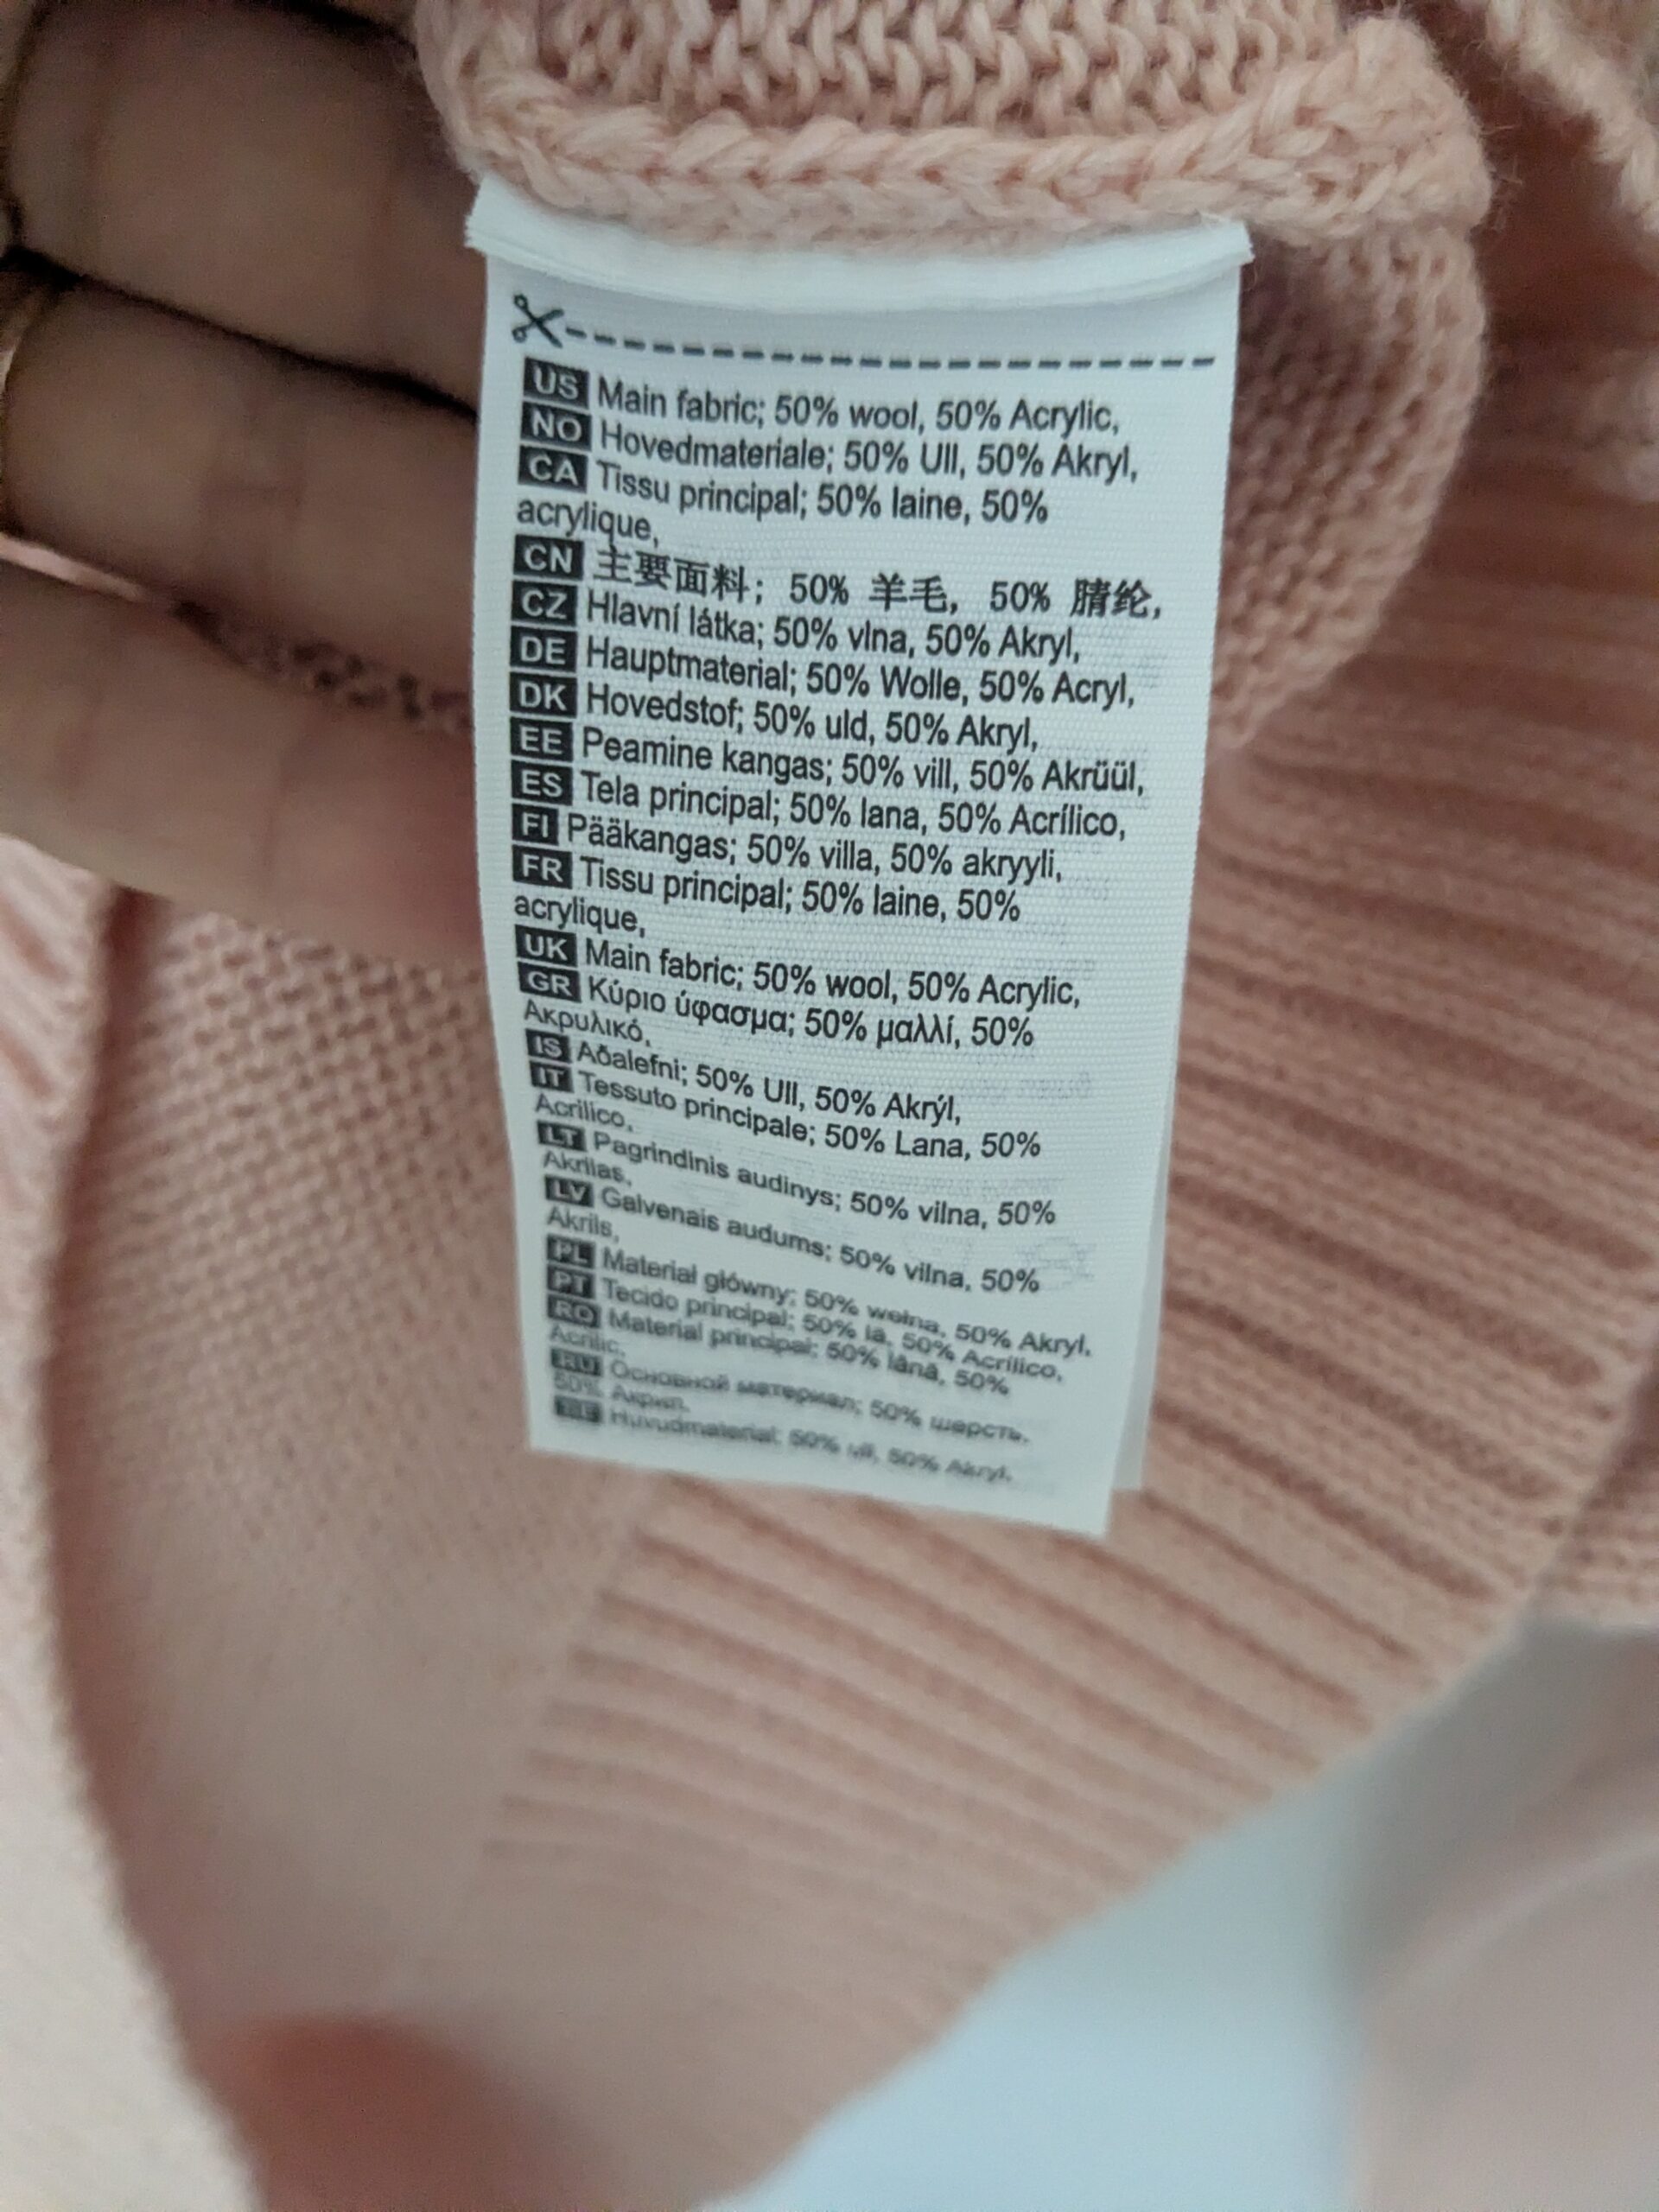 US Main fabric; 50% wool, 50% Acrylic,
NO Hovedmateriale; 50% Ull, 50% Akryl,
CA Tissu principal; 50% laine, 50%
acrylique,
CN 主要面料; 50% 羊毛, 50% 腈纶,
CZ Hlavní látka; 50% vlna, 50% Akryl,
DE Hauptmaterial; 50% Wolle, 50% Acryl,
DK Hovedstof; 50% uld, 50% Akryl,
EE Peamine kangas; 50% vill, 50% Akrüül,
ES Tela principal; 50% lana, 50% Acrílico,
FI Pääkangas; 50% villa, 50% akryyli,
FR Tissu principal; 50% laine, 50%
acrylique,
UK Main fabric; 50% wool, 50% Acrylic,
GR Κύριο ύφασμα; 50% μαλλί, 50%
Ακρυλικό,
IS Aðalefni; 50% Ull, 50% Akrýl,
IT Tessuto principale; 50% Lana, 50%
Acrilico,
LT Pagrindinis audinys; 50% vilna, 50%
Akrilas,
LV Galvenais audums; 50% vilna, 50%
Akrils,
PL Materiał główny; 50% wełna, 50% Akryl,
PT Tecido principal; 50% lã, 50% Acrílico,
RO Material principal; 50% lână, 50%
Acrilic,
RU Основной материал; 50% шерсть,
50% Акрил,
Huvudmaterial; 50% ull, 50% Akryl,